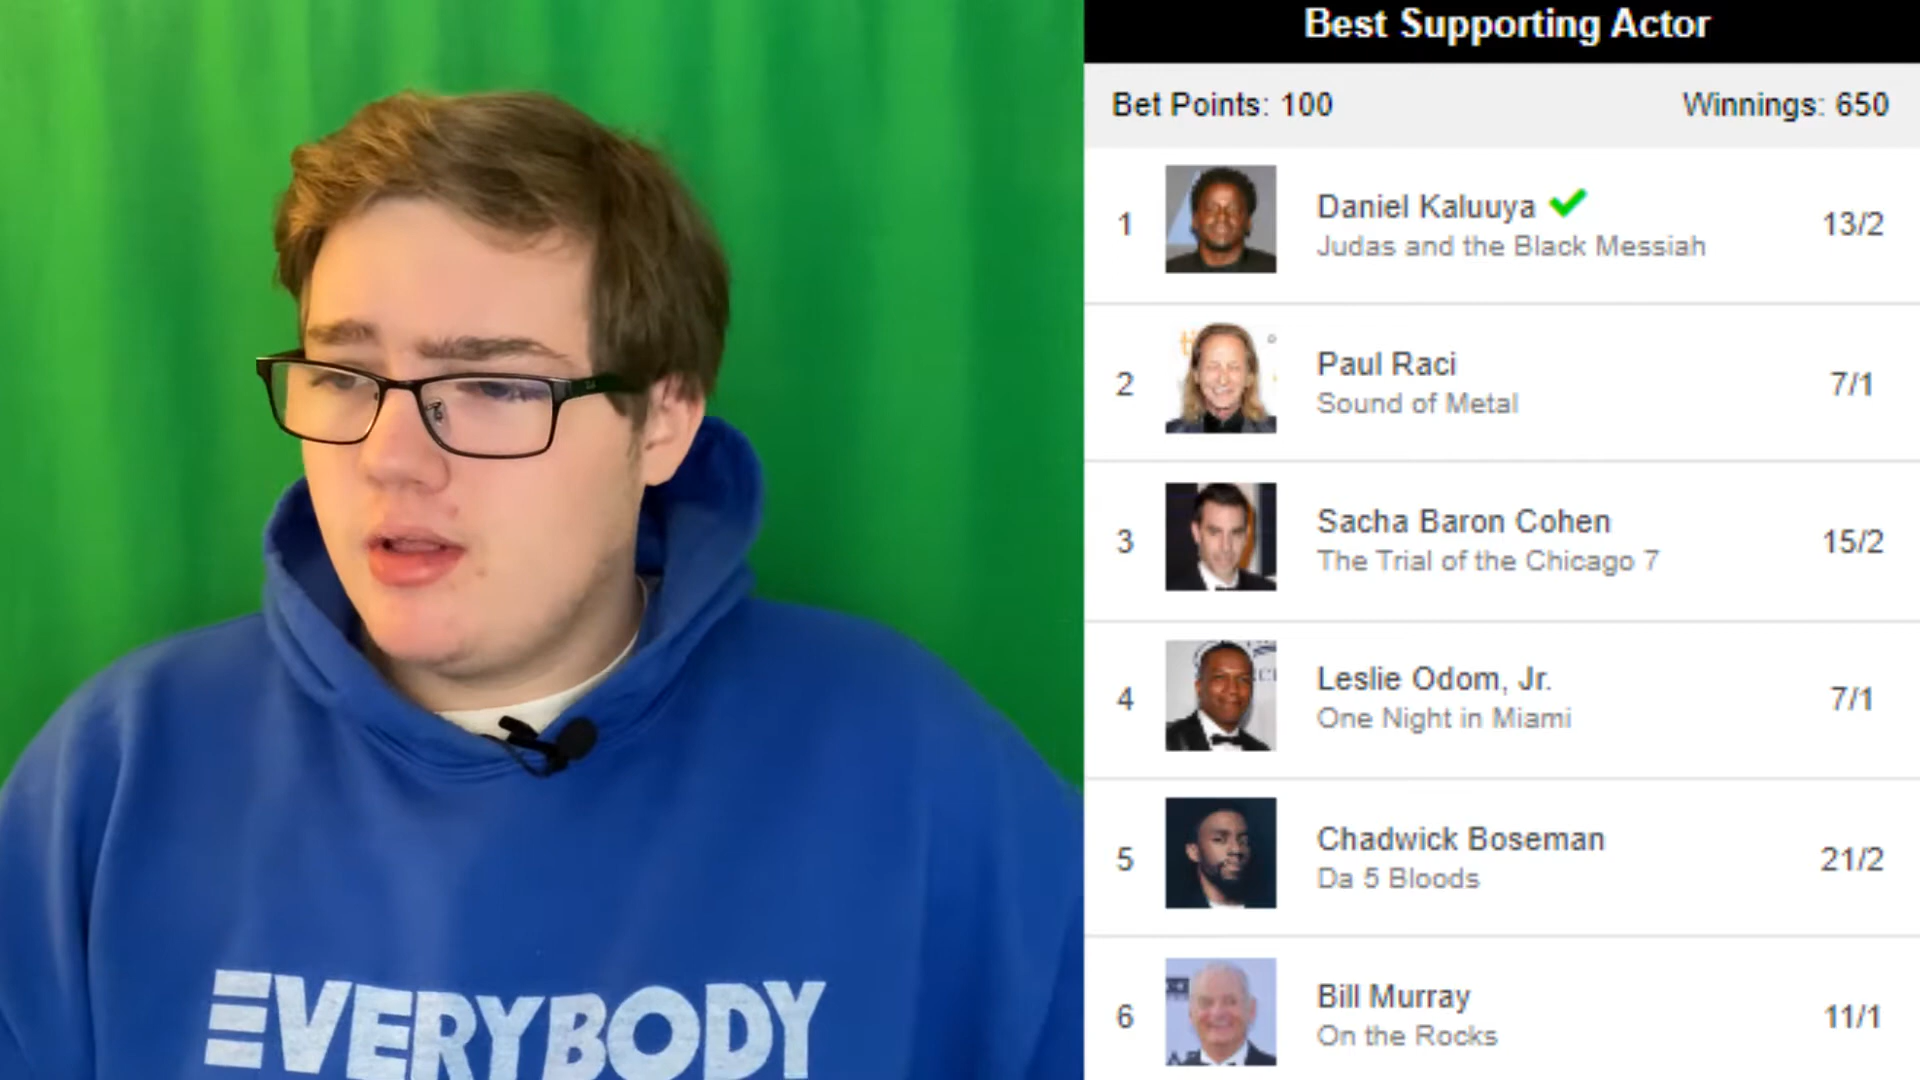 Best Supporting Actor
Bet Points: 100 Winnings: 650
1 Daniel Kaluuya 13/2
Judas and the Black Messiah
2 Paul Raci 7/1
Sound of Metal
3 Sacha Baron Cohen 15/2
The Trial of the Chicago 7
4 Leslie Odom, Jr. 7/1
One Night in Miami
5 Chadwick Boseman 21/2
Da 5 Bloods
6 Bill Murray 11/1
On the Rocks
EVERYBODY